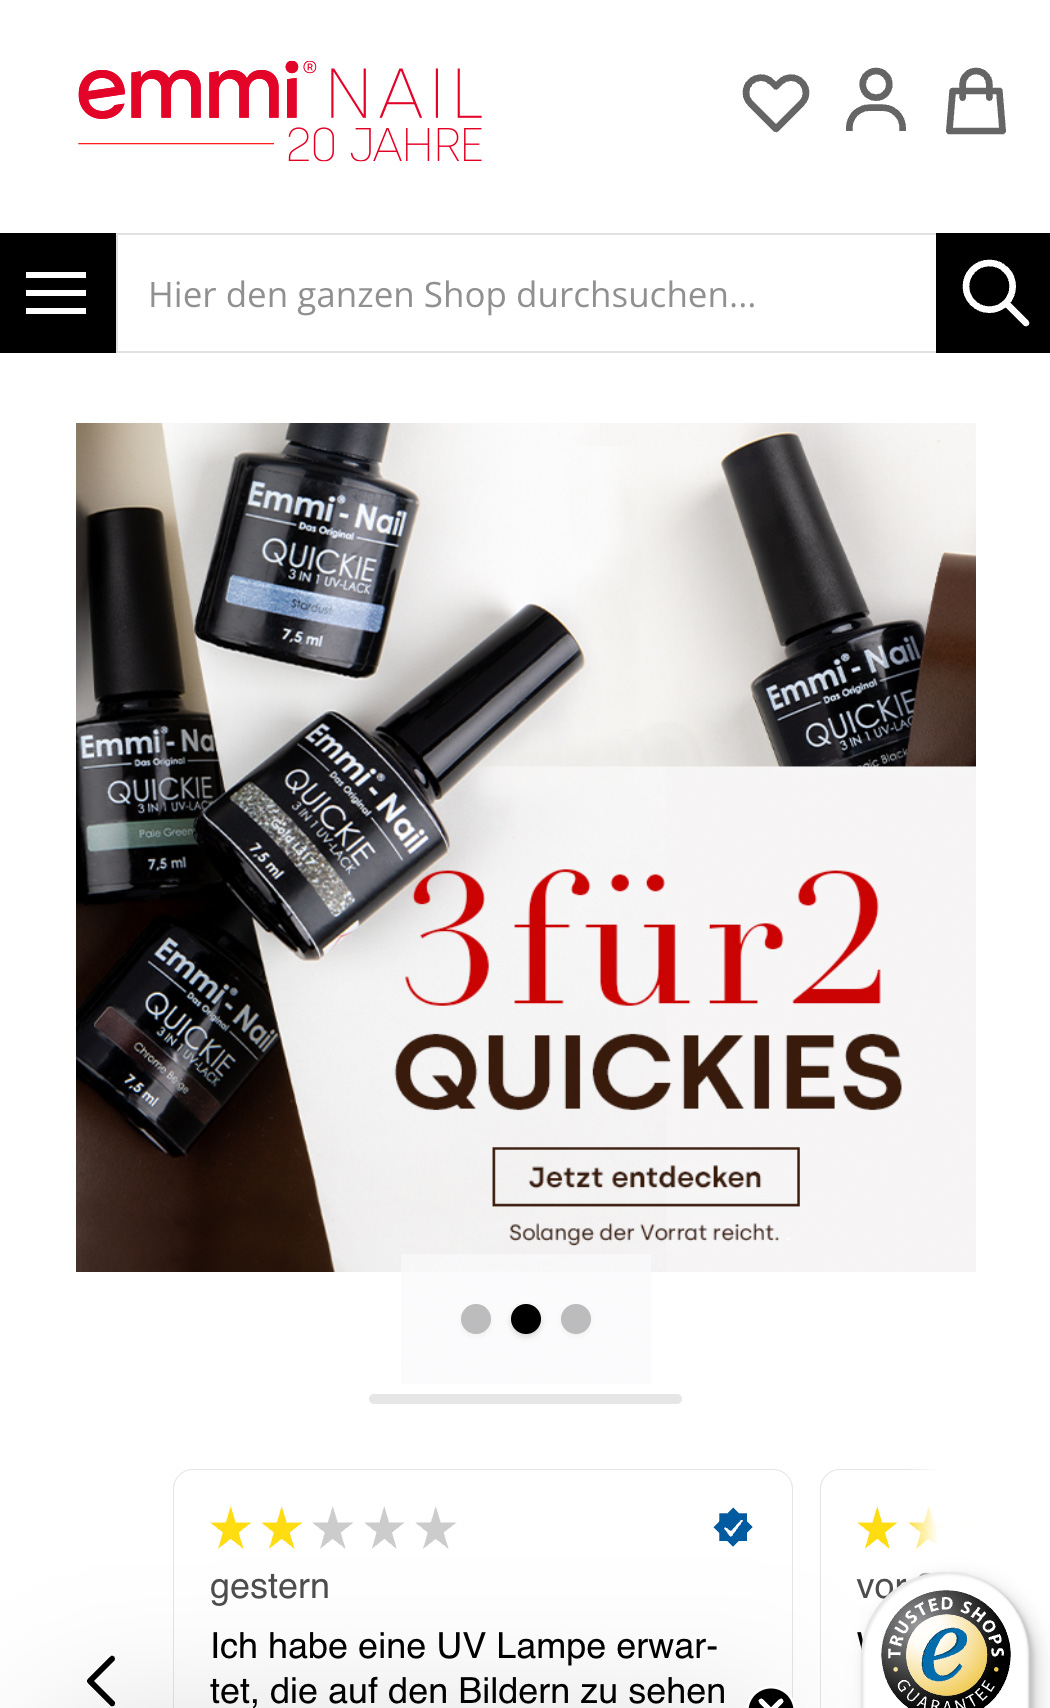 emmi® NAIL
20 JAHRE
Hier den ganzen Shop durchsuchen...
Emmi® - Nail
Das Original
QUICKIE
3 IN 1 UV-LACK
Stardust
7,5 ml
Emmi® - Nail
Das Original
QUICKIE
3 IN 1 UV-LAC
Black
Emmi® - Na
Das Original
QUICKIE
3 IN 1 UV-LAC
Pale Green
7,5 ml
Emmi® - Nail
Das Original
QUICKIE
3 IN 1 UV-LACK
Gold L317
7,5 ml
Emmi® - Nail
Das Original
QUICKIE
3 IN 1 UV-LACK
Chrome Beige
7,5 ml
3für2
QUICKIES
Jetzt entdecken
Solange der Vorrat reicht.
gestern
Ich habe eine UV Lampe erwar-
tet, die auf den Bildern zu sehen
vor
TRUSTED SHOPS
e
GUARANTEE